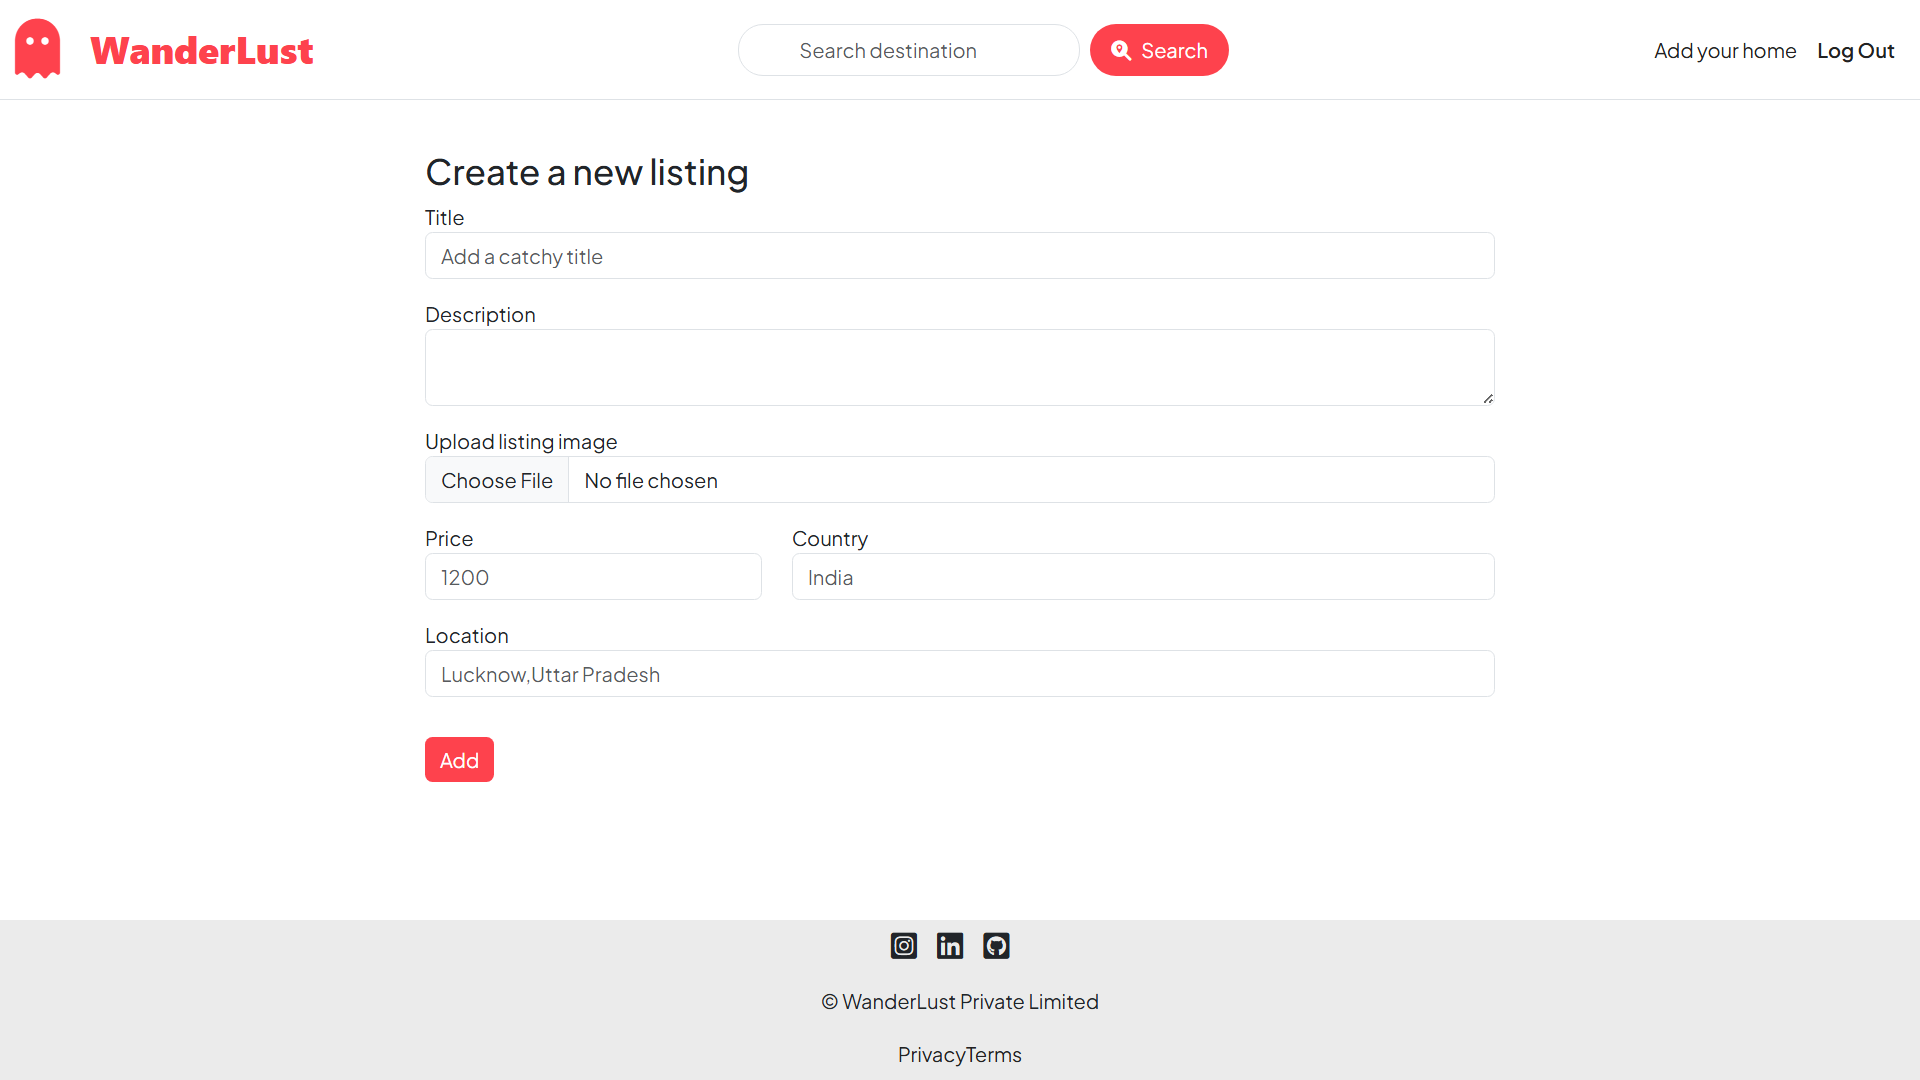 WanderLust
Search destination
Search
Add your home
Log Out
Create a new listing
Title
Add a catchy title
Description
Upload listing image
Choose File
No file chosen
Price
Country
1200
India
Location
Lucknow,Uttar Pradesh
Add
in
© WanderLust Private Limited
PrivacyTerms